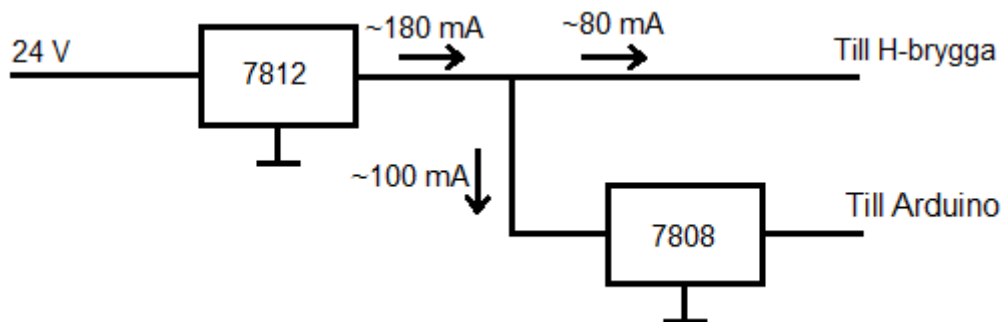 24 V
7812
~180 mA
~80 mA
Till H-brygga
~100 mA
7808
Till Arduino